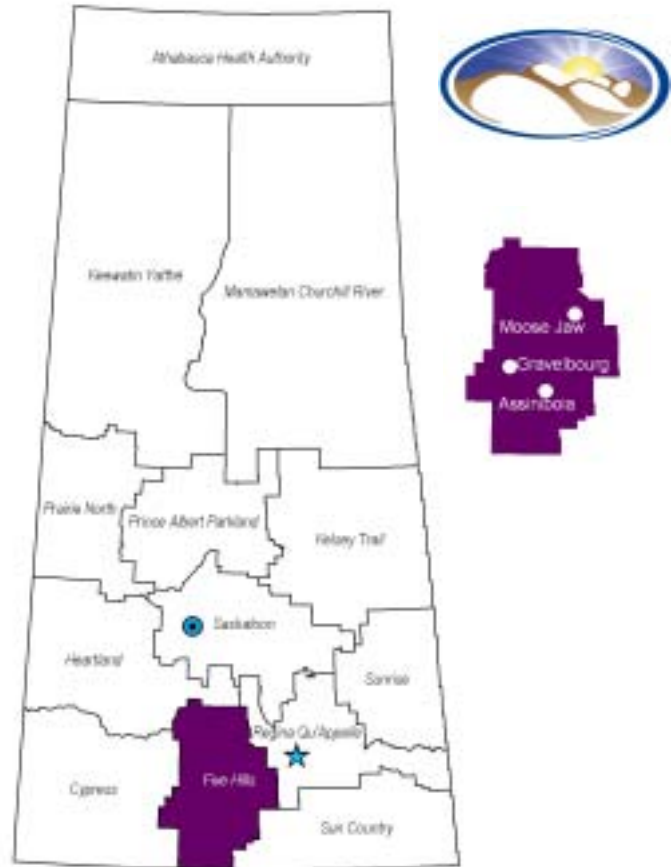 Athabasca Health Authority
Keewatin Yatthé
Mamawetan Churchill River
Moose Jaw
Gravelbourg
Assiniboia
Prairie North
Prince Albert Parkland
Kelsey Trail
Saskatoon
Heartland
Sunrise
Regina Qu'Appelle
Cypress
Five Hills
Sun Country